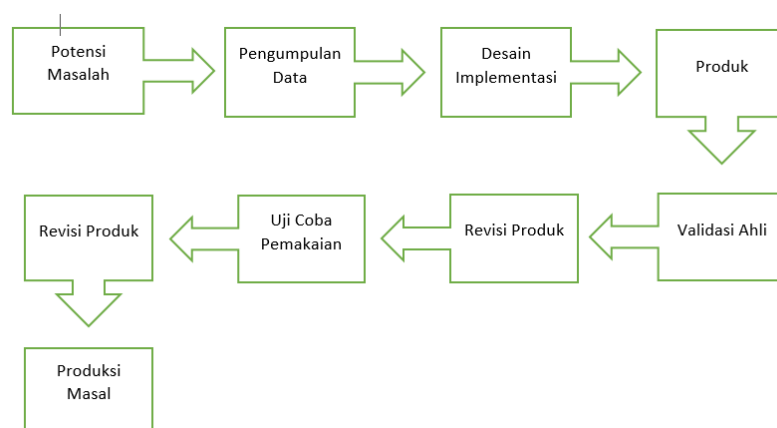 Potensi
Masalah
Pengumpulan
Data
Desain
Implementasi
Produk
Validasi Ahli
Revisi Produk
Uji Coba
Pemakaian
Revisi Produk
Produksi
Masal